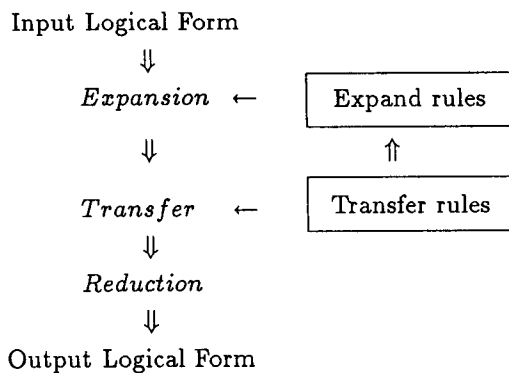 Input Logical Form
⇓
Expansion ← Expand rules
⇓ ⇑
Transfer ← Transfer rules
⇓
Reduction
⇓
Output Logical Form